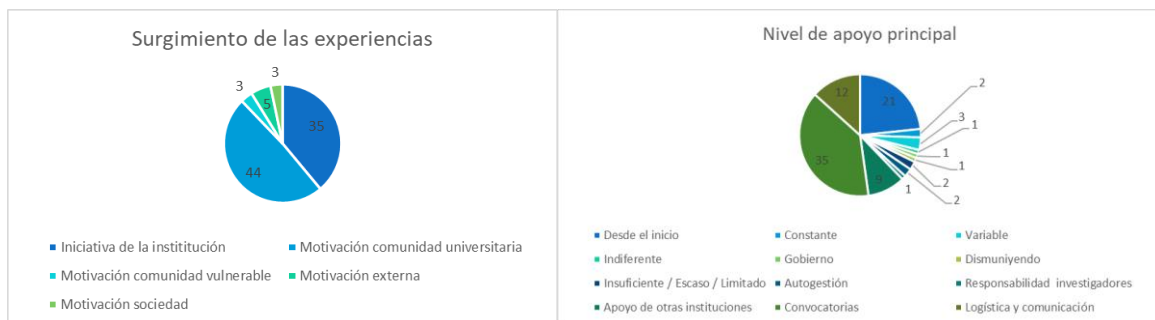 Surgimiento de las experiencias
3
3
5
35
44
Iniciativa de la instititución
Motivación comunidad universitaria
Motivación comunidad vulnerable
Motivación externa
Motivación sociedad
Nivel de apoyo principal
12
21
2
3
1
1
1
2
2
1
9
35
Desde el inicio
Constante
Variable
Indiferente
Gobierno
Dismuniyendo
Insuficiente / Escaso / Limitado
Autogestión
Responsabilidad investigadores
Apoyo de otras instituciones
Convocatorias
Logística y comunicación